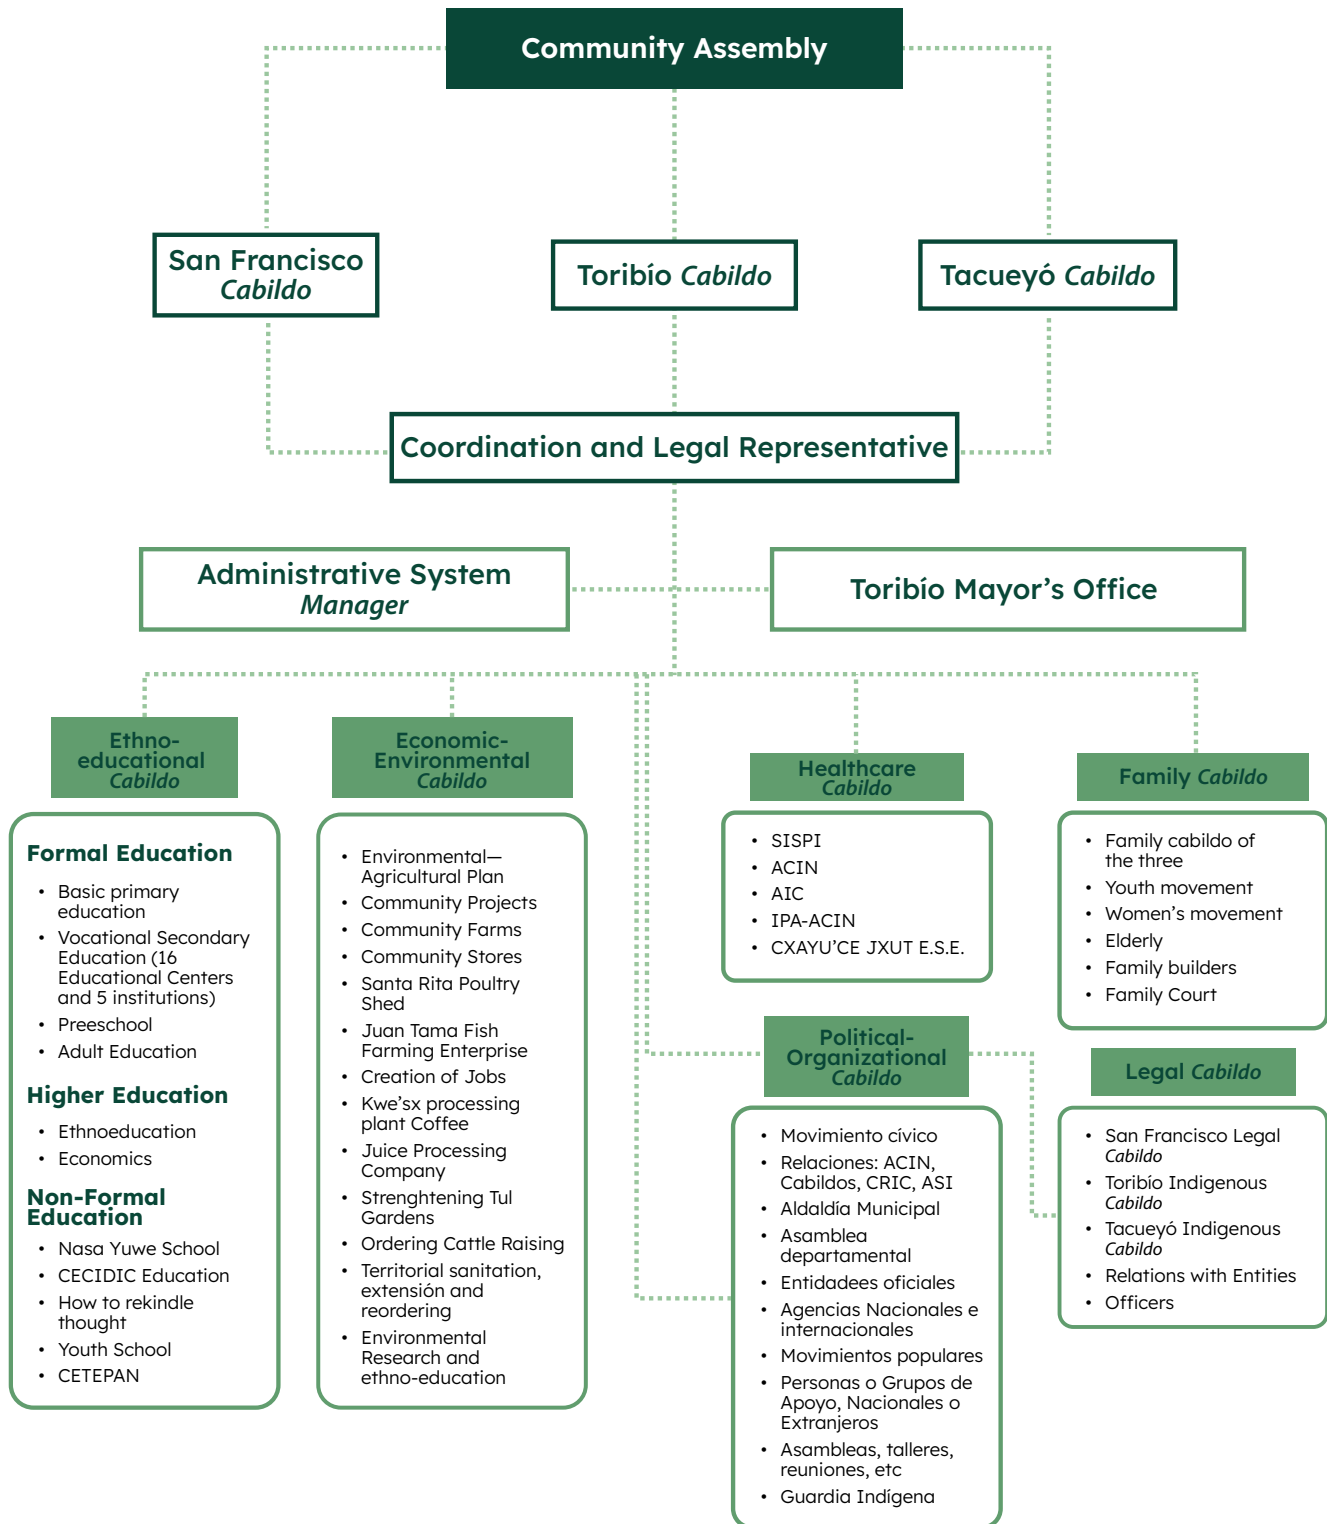 Community Assembly
San Francisco
Cabildo
Toribío Cabildo
Tacueyó Cabildo
Coordination and Legal Representative
Administrative System
Manager
Toribío Mayor's Office
Ethno-
educational
Cabildo
Formal Education
• Basic primary
education
• Vocational Secondary
Education (16
Educational Centers
and 5 institutions)
• Preeschool
• Adult Education
Higher Education
• Ethnoeducation
• Economics
Non-Formal
Education
• Nasa Yuwe School
• CECIDIC Education
• How to rekindle
thought
• Youth School
• CETEPAN
Economic-
Environmental
Cabildo
• Environmental—
Agricultural Plan
• Community Projects
• Community Farms
• Community Stores
• Santa Rita Poultry
Shed
• Juan Tama Fish
Farming Enterprise
• Creation of Jobs
• Kwe'sx processing
plant Coffee
• Juice Processing
Company
• Strenghtening Tul
Gardens
• Ordering Cattle Raising
• Territorial sanitation,
extensión and
reordering
• Environmental
Research and
ethno-education
Healthcare
Cabildo
• SISPI
• ACIN
• AIC
• IPA-ACIN
• CXAYU'CE JXUT E.S.E.
Political-
Organizational
Cabildo
• Movimiento cívico
• Relaciones: ACIN,
Cabildos, CRIC, ASI
• Aldaldía Municipal
• Asamblea
departamental
• Entidadees oficiales
• Agencias Nacionales e
internacionales
• Movimientos populares
• Personas o Grupos de
Apoyo, Nacionales o
Extranjeros
• Asambleas, talleres,
reuniones, etc
• Guardia Indígena
Family Cabildo
• Family cabildo of
the three
• Youth movement
• Women's movement
• Elderly
• Family builders
• Family Court
Legal Cabildo
• San Francisco Legal
Cabildo
• Toribío Indigenous
Cabildo
• Tacueyó Indigenous
Cabildo
• Relations with Entities
• Officers